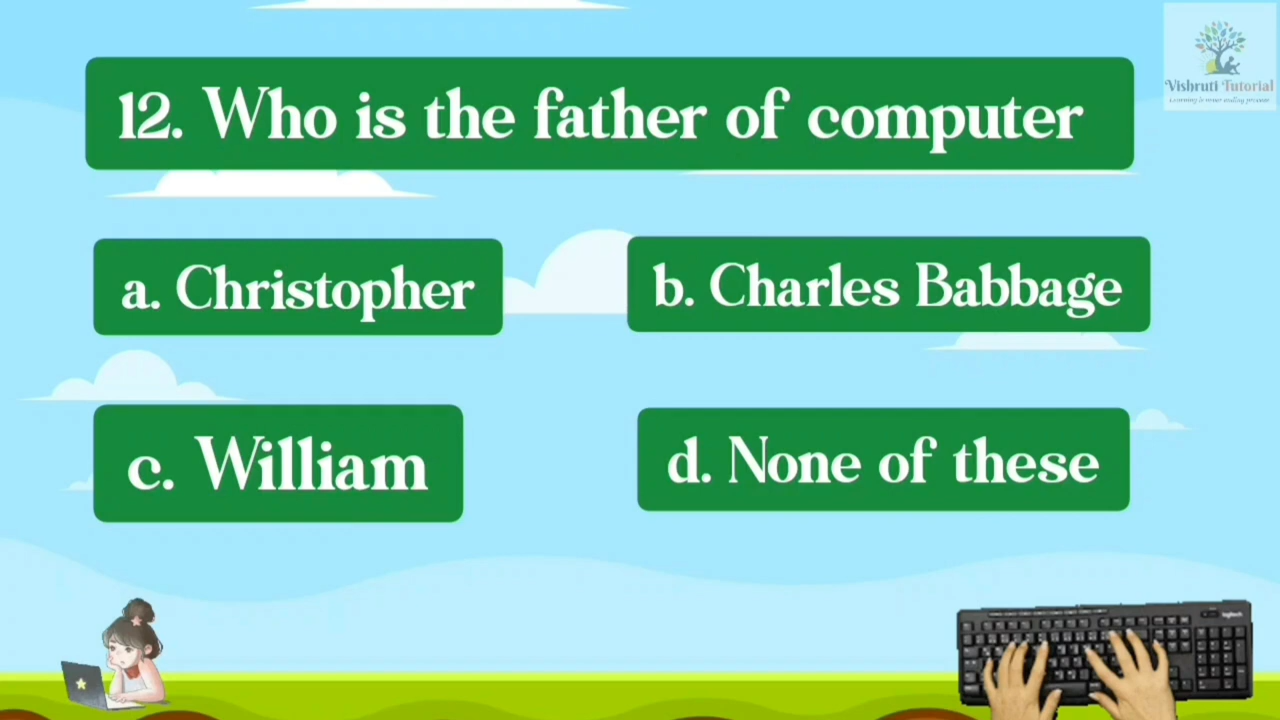 Vishruti Tutorial
12. Who is the father of computer
a. Christopher
b. Charles Babbage
c. William
d. None of these